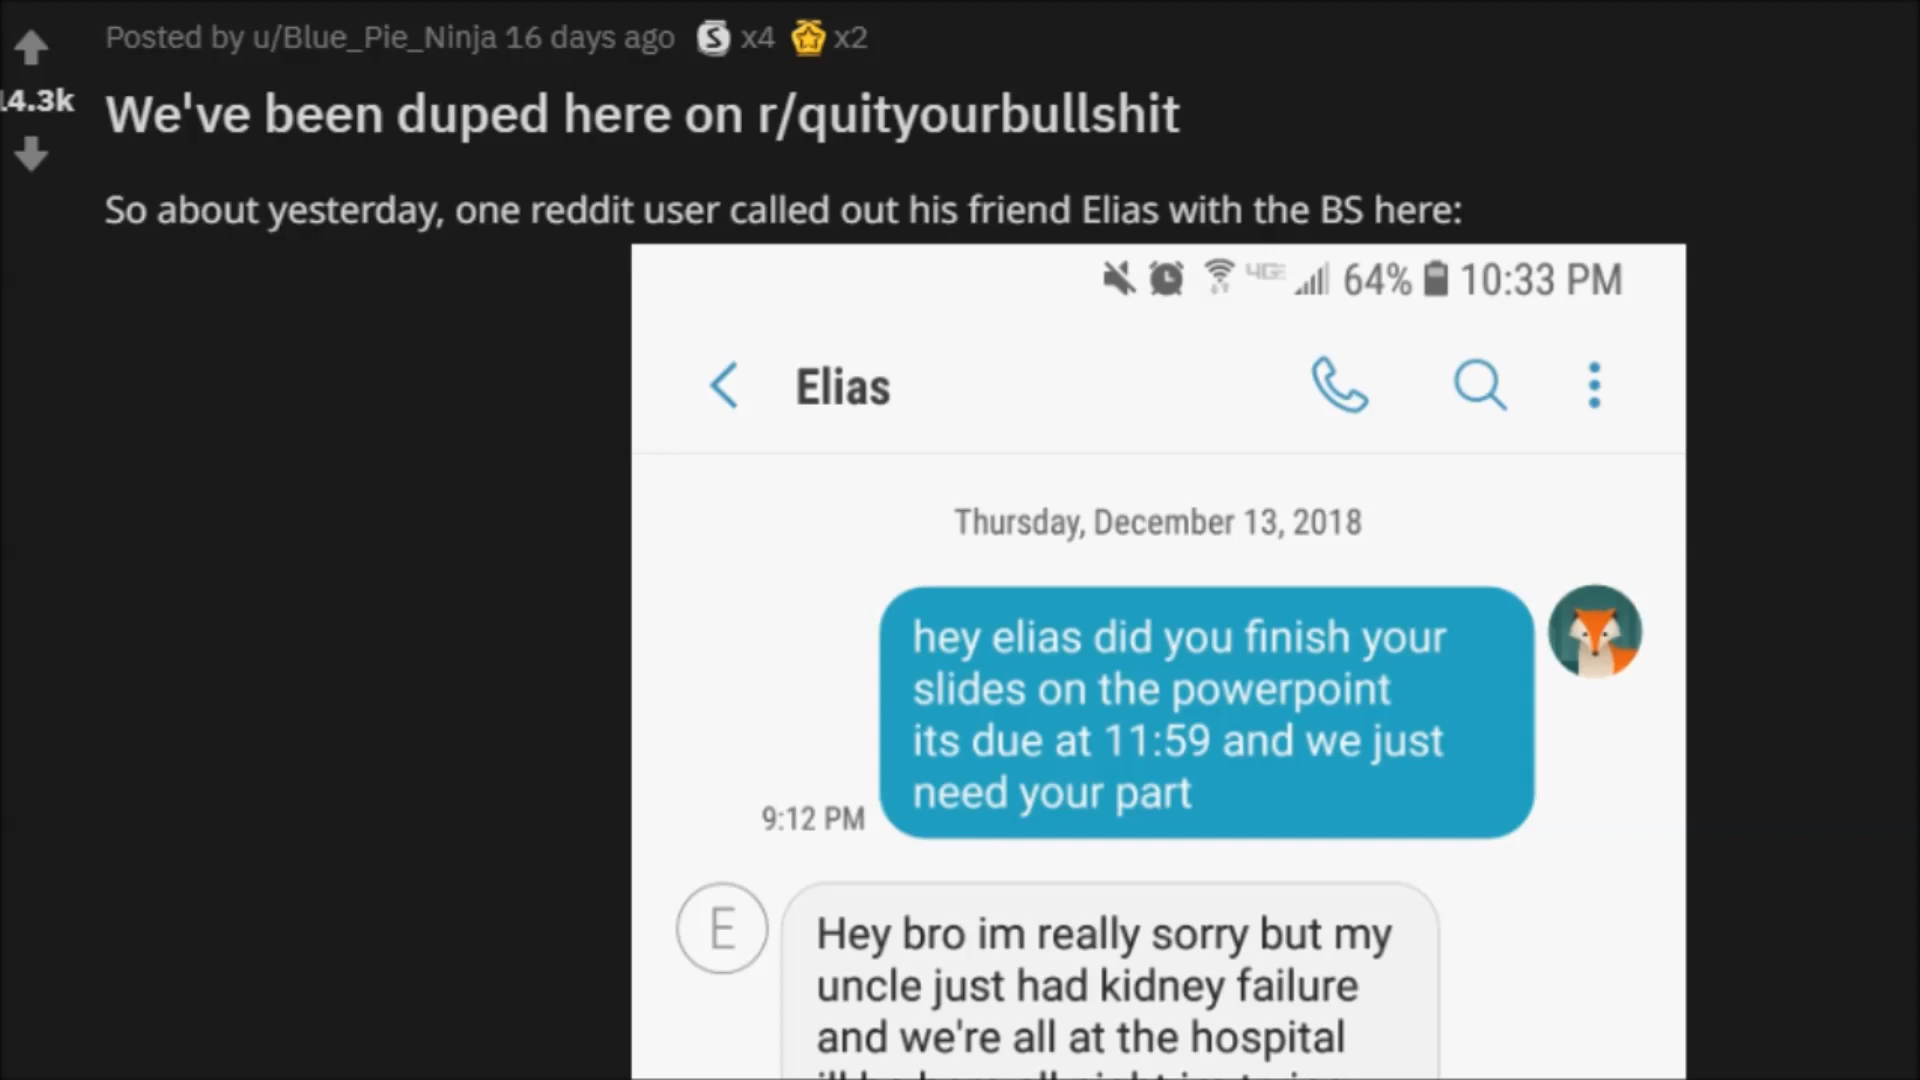 Posted by u/Blue_Pie_Ninja 16 days ago x4 x2
14.3k
We've been duped here on r/quityourbullshit
So about yesterday, one reddit user called out his friend Elias with the BS here:
4GE 64% 10:33 PM
Elias
Thursday, December 13, 2018
hey elias did you finish your
slides on the powerpoint
its due at 11:59 and we just
need your part
9:12 PM
E
Hey bro im really sorry but my
uncle just had kidney failure
and we're all at the hospital